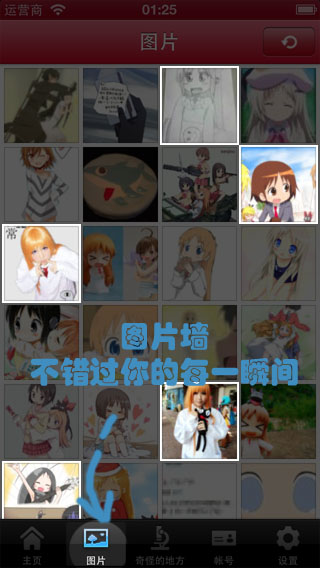 运营商 01:25
图片
常
图片墙
不错过你的每一瞬间
主页 图片 奇怪的地方 帐号 设置